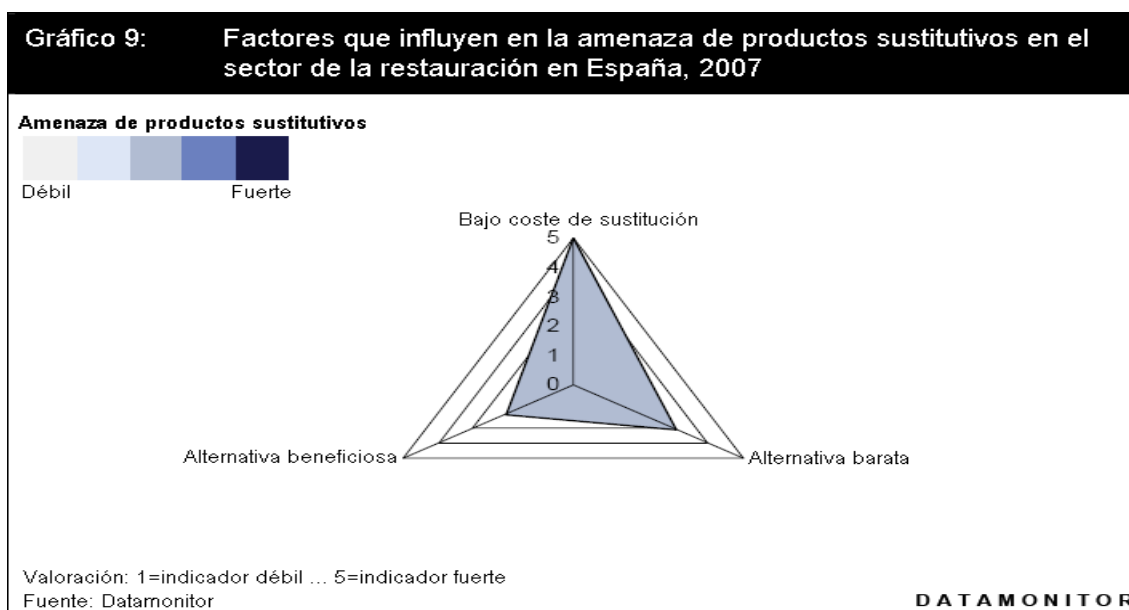 Gráfico 9: Factores que influyen en la amenaza de productos sustitutivos en el
sector de la restauración en España, 2007
Amenaza de productos sustitutivos
Débil Fuerte
Bajo coste de sustitución
5
4
3
2
1
0
Alternativa beneficiosa Alternativa barata
Valoración: 1=indicador débil ... 5=indicador fuerte
Fuente: Datamonitor DATAMONITOR